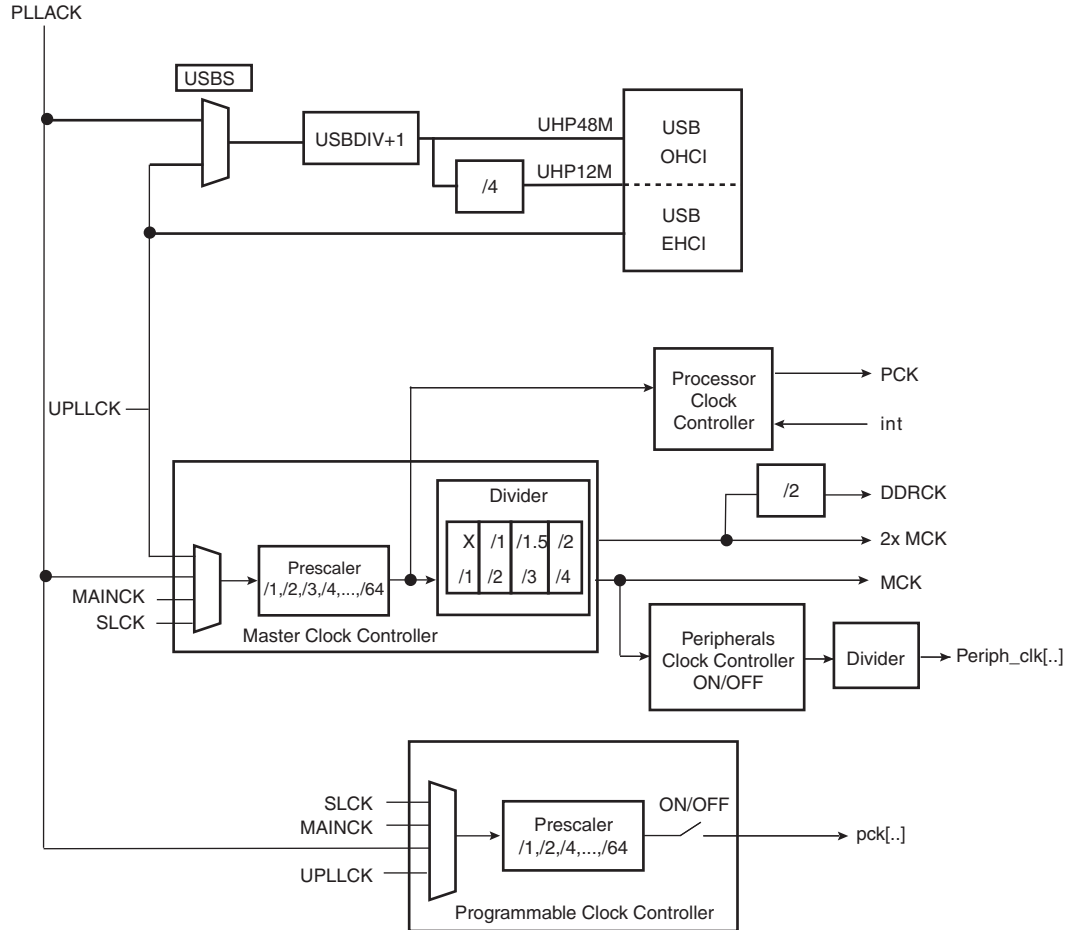 PLLACK
USBS
USBDIV+1
UHP48M
USB
OHCI
/4
UHP12M
USB
EHCI
UPLLCK
Processor
Clock
Controller
PCK
int
/2
DDRCK
Divider
X /1 /1.5 /2
/1 /2 /3 /4
2x MCK
MCK
Prescaler
/1,/2,/3,/4,...,/64
MAINCK
SLCK
Master Clock Controller
Peripherals
Clock Controller
ON/OFF
Divider
Periph_clk[..]
SLCK
MAINCK
UPLLCK
Prescaler
/1,/2,/4,...,/64
ON/OFF
pck[..]
Programmable Clock Controller